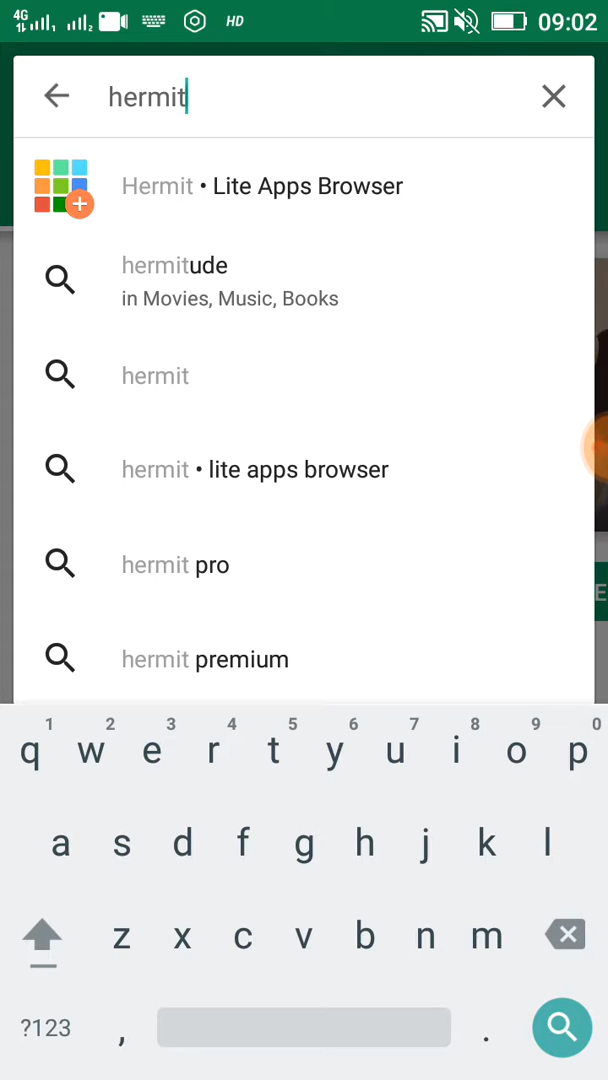 4G HD 09:02
hermit
Hermit • Lite Apps Browser
hermitude
in Movies, Music, Books
hermit
hermit • lite apps browser
hermit pro
E
hermit premium
1 2 3 4 5 6 7 8 9 0
q w e r t y u i o p
a s d f g h j k l
z x c v b n m
?123 , .